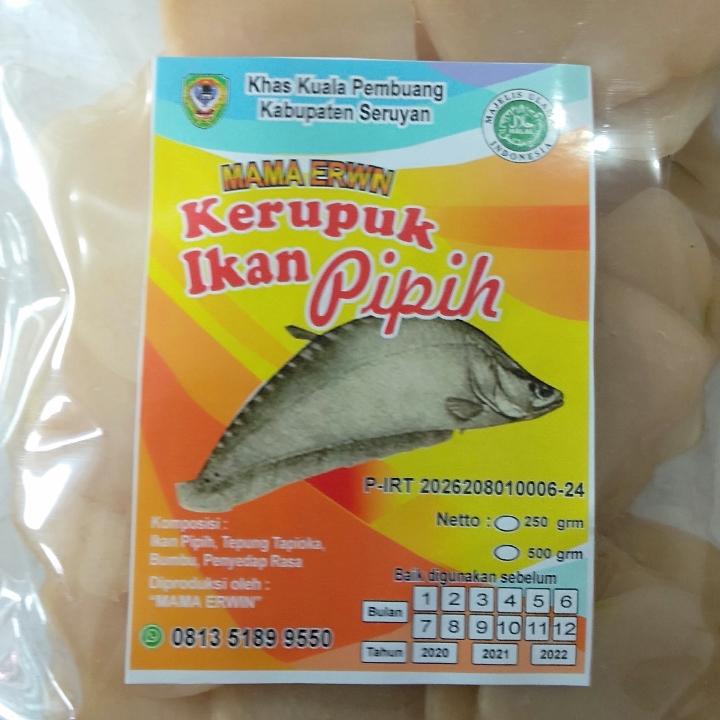 Khas Kuala Pembuang
Kabupaten Seruyan
MAJELIS ULAMA
HALAL
INDONESIA
MAMA ERWN
Kerupuk
Ikan Pipih
P-IRT 2026208010006-24
Netto : 250 grm
500 grm
Komposisi :
Ikan Pipih, Tepung Tapioka,
Bumbu, Penyedap Rasa
Diproduksi oleh :
"MAMA ERWIN"
0813 5189 9550
Baik digunakan sebelum
Bulan 1 2 3 4 5 6
7 8 9 10 11 12
Tahun 2020 2021 2022